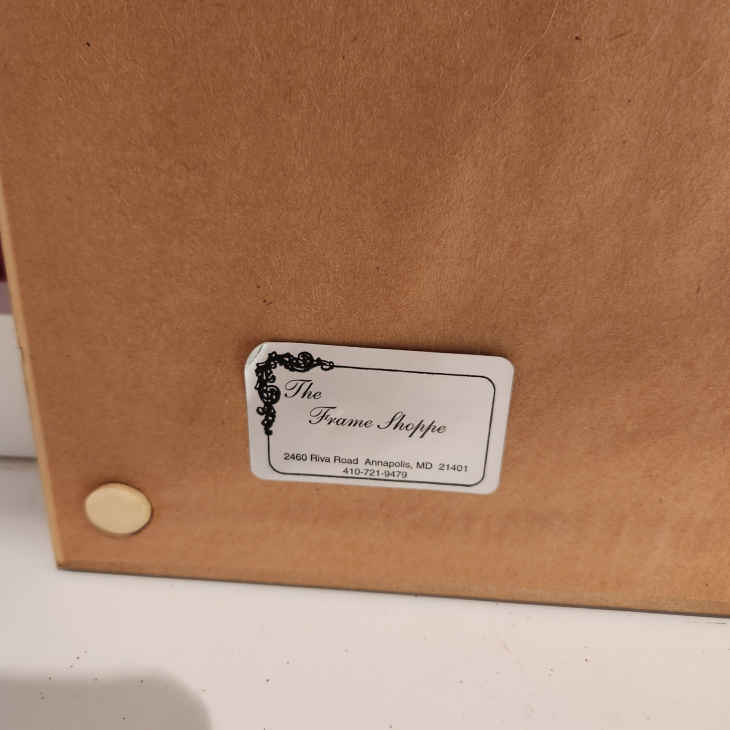 The
Frame Shoppe
2460 Riva Road Annapolis, MD 21401
410-721-9479